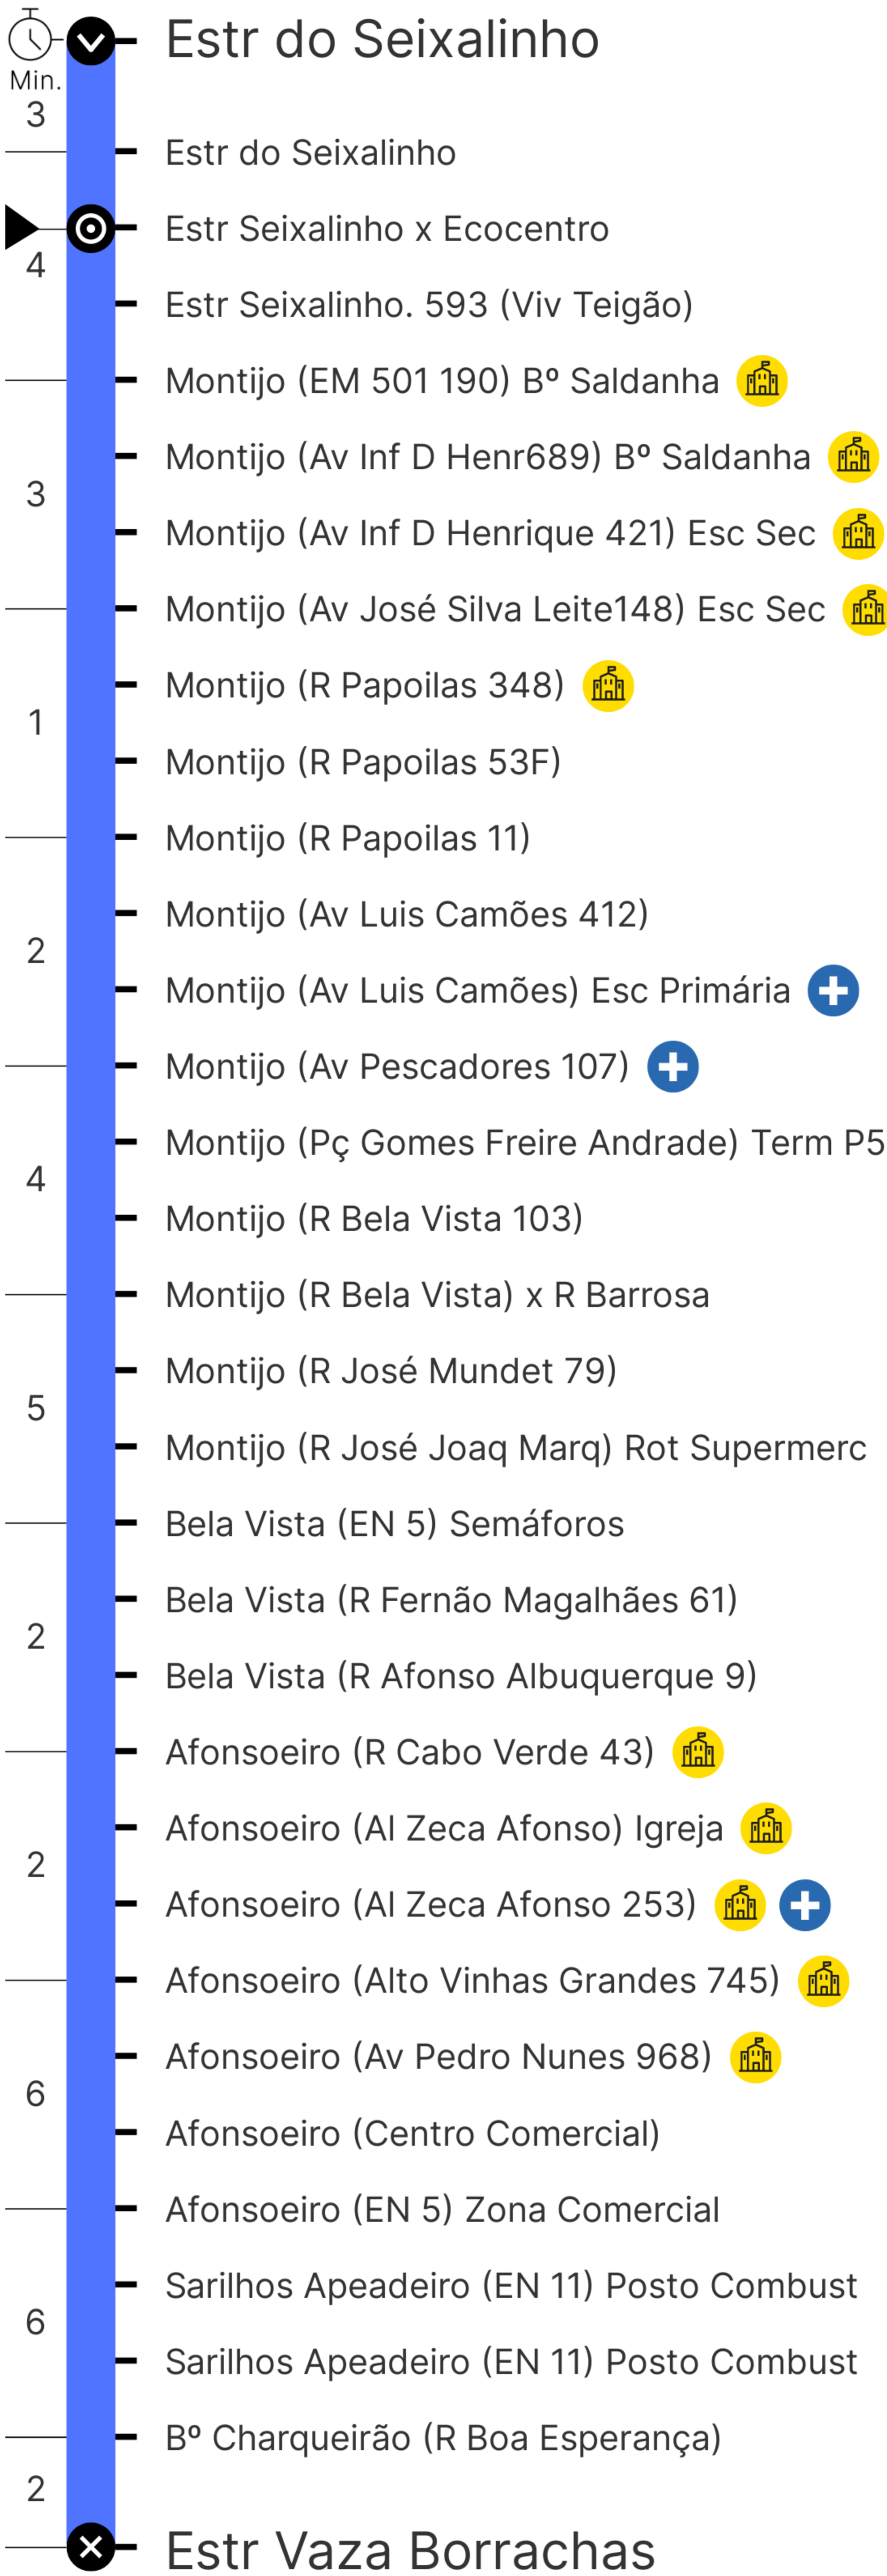 Estr do Seixalinho
Min.
3
Estr do Seixalinho
Estr Seixalinho x Ecocentro
4
Estr Seixalinho. 593 (Viv Teigão)
Montijo (EM 501 190) Bº Saldanha
Montijo (Av Inf D Henr689) Bº Saldanha
3
Montijo (Av Inf D Henrique 421) Esc Sec
Montijo (Av José Silva Leite148) Esc Sec
Montijo (R Papoilas 348)
1
Montijo (R Papoilas 53F)
Montijo (R Papoilas 11)
Montijo (Av Luis Camões 412)
2
Montijo (Av Luis Camões) Esc Primária
Montijo (Av Pescadores 107)
Montijo (Pç Gomes Freire Andrade) Term P5
4
Montijo (R Bela Vista 103)
Montijo (R Bela Vista) x R Barrosa
Montijo (R José Mundet 79)
5
Montijo (R José Joaq Marq) Rot Supermerc
Bela Vista (EN 5) Semáforos
Bela Vista (R Fernão Magalhães 61)
2
Bela Vista (R Afonso Albuquerque 9)
Afonsoeiro (R Cabo Verde 43)
Afonsoeiro (Al Zeca Afonso) Igreja
2
Afonsoeiro (Al Zeca Afonso 253)
Afonsoeiro (Alto Vinhas Grandes 745)
Afonsoeiro (Av Pedro Nunes 968)
6
Afonsoeiro (Centro Comercial)
Afonsoeiro (EN 5) Zona Comercial
Sarilhos Apeadeiro (EN 11) Posto Combust
6
Sarilhos Apeadeiro (EN 11) Posto Combust
Bº Charqueirão (R Boa Esperança)
2
Estr Vaza Borrachas